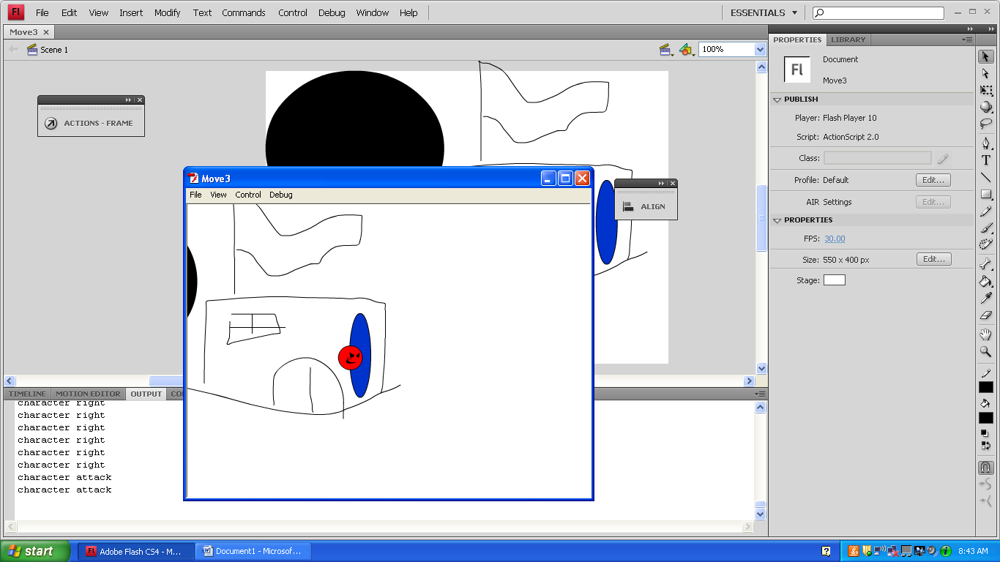 Fl File Edit View Insert Modify Text Commands Control Debug Window Help ESSENTIALS
Move3
Scene 1 100%
ACTIONS - FRAME
Move3
File View Control Debug
ALIGN
TIMELINE MOTION EDITOR OUTPUT CO
character right
character right
character right
character right
character right
character right
character attack
character attack
PROPERTIES LIBRARY
Fl
Document
Move3
PUBLISH
Player: Flash Player 10
Script: ActionScript 2.0
Class:
Profile: Default Edit...
AIR Settings Edit...
PROPERTIES
FPS: 30.00
Size: 550 x 400 px Edit...
Stage:
T
start Fl Adobe Flash CS4 - M... Document1 - Microsof... 8:43 AM